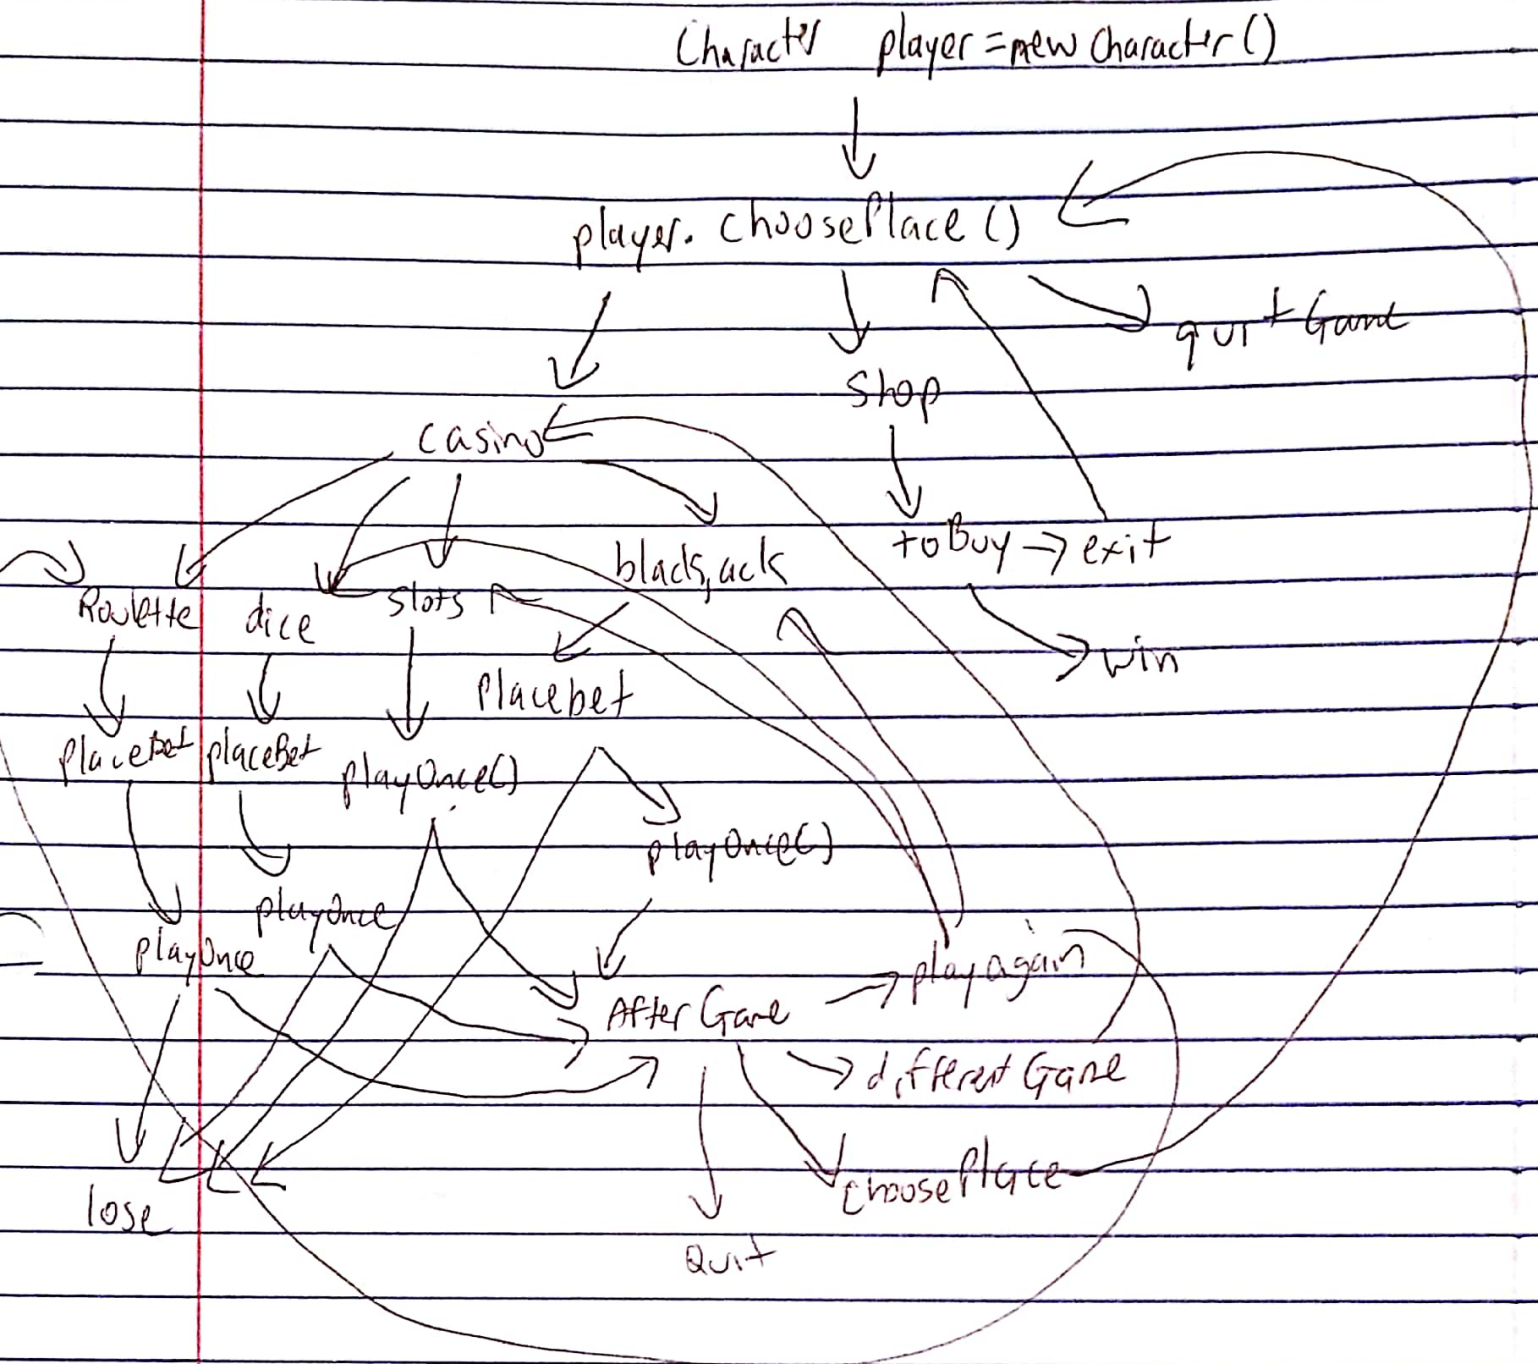 Character player = new Character()
player. choosePlace ()
quit Game
Shop
casino
toBuy → exit
blackjack
Roulette dice slots
win
Placebet
PlaceBet placeBet playOnce()
playOnce()
playOnce
playOnce
play again
After Game
different Game
choosePlace
lose
Quit